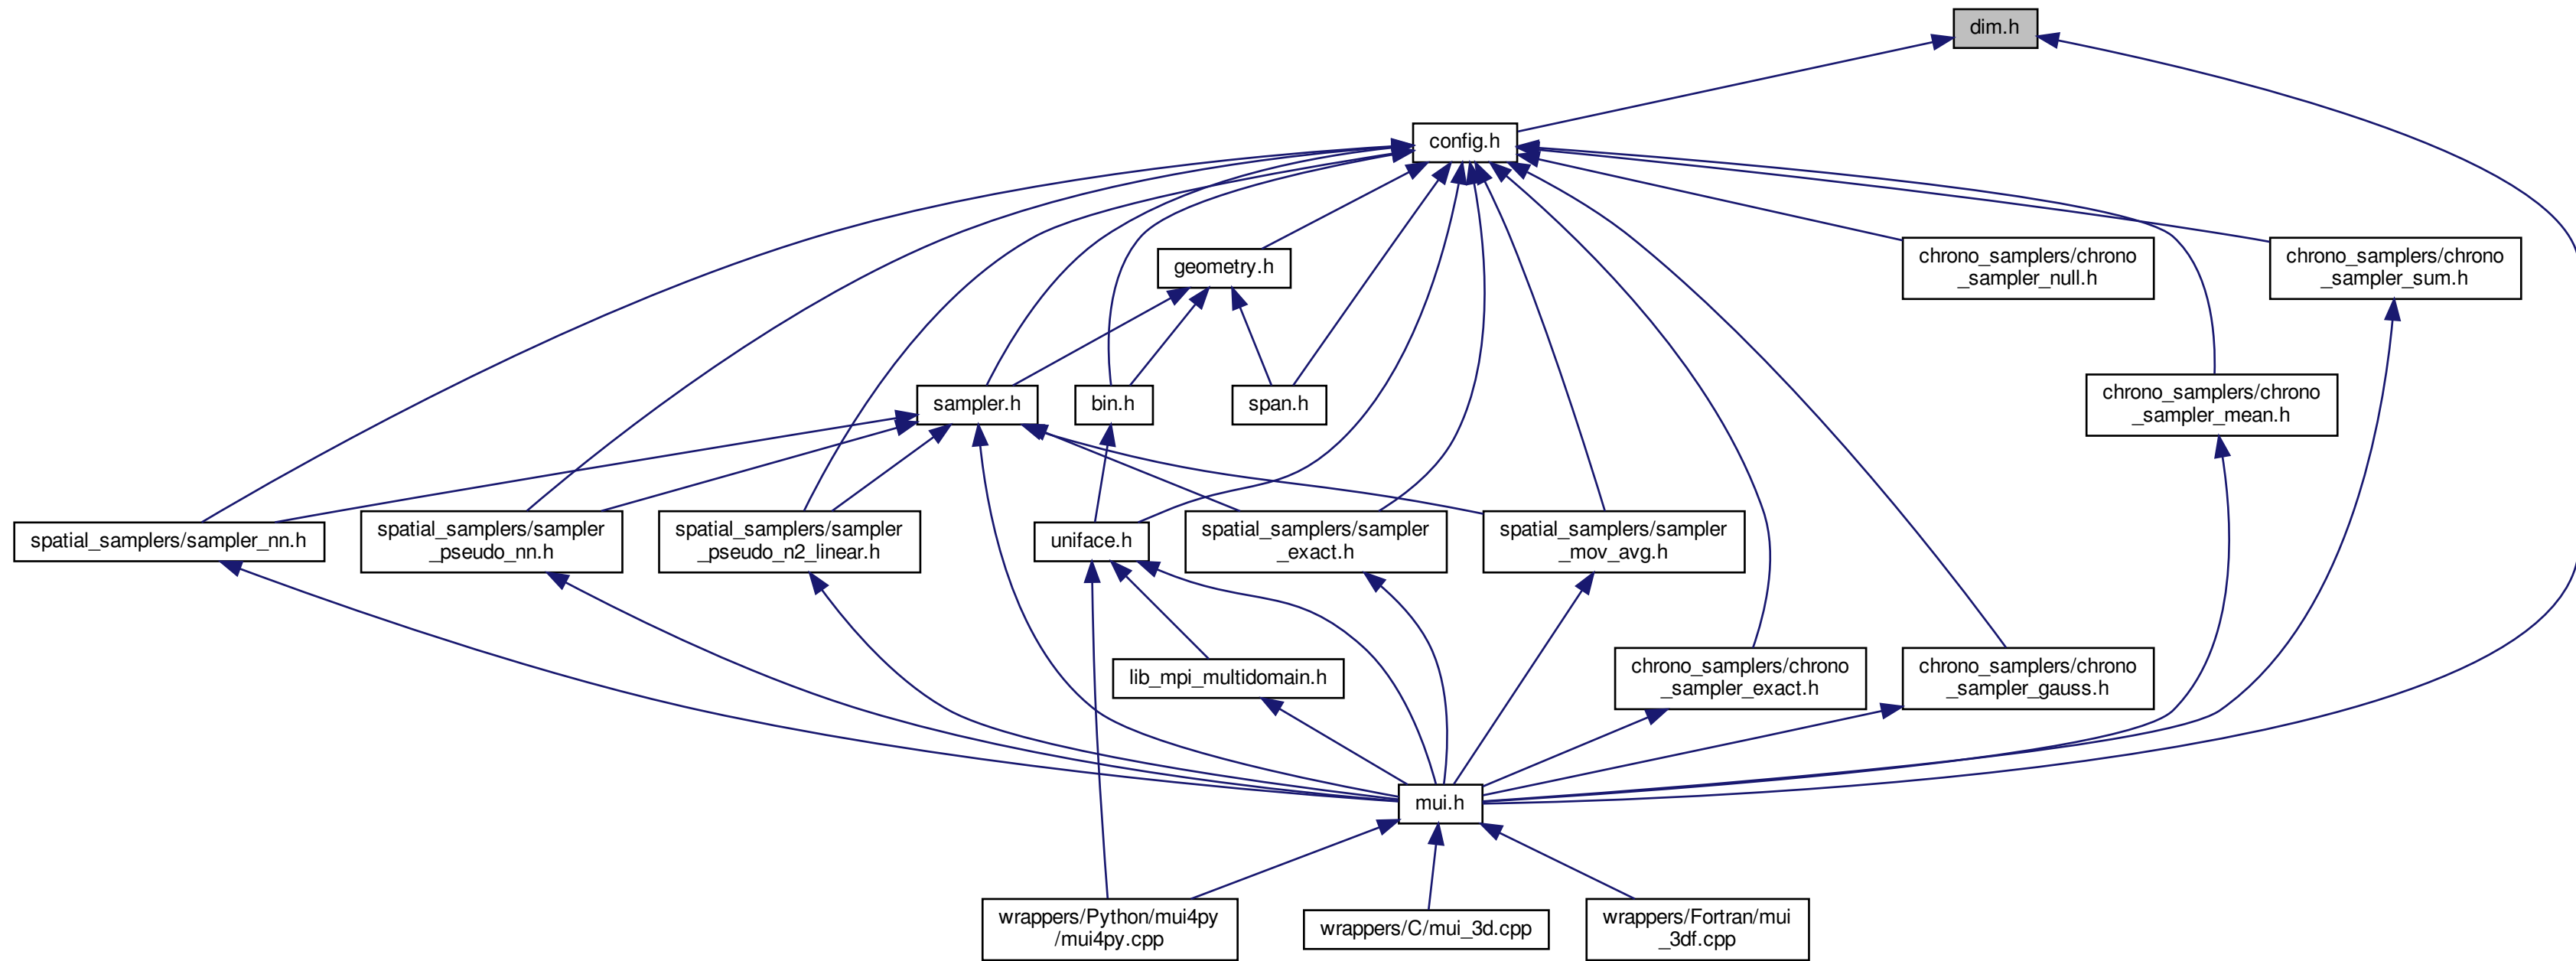 dim.h
config.h
geometry.h
chrono_samplers/chrono
_sampler_null.h
chrono_samplers/chrono
_sampler_sum.h
sampler.h
bin.h
span.h
chrono_samplers/chrono
_sampler_mean.h
spatial_samplers/sampler_nn.h
spatial_samplers/sampler
_pseudo_nn.h
spatial_samplers/sampler
_pseudo_n2_linear.h
uniface.h
spatial_samplers/sampler
_exact.h
spatial_samplers/sampler
_mov_avg.h
lib_mpi_multidomain.h
chrono_samplers/chrono
_sampler_exact.h
chrono_samplers/chrono
_sampler_gauss.h
mui.h
wrappers/Python/mui4py
/mui4py.cpp
wrappers/C/mui_3d.cpp
wrappers/Fortran/mui
_3df.cpp